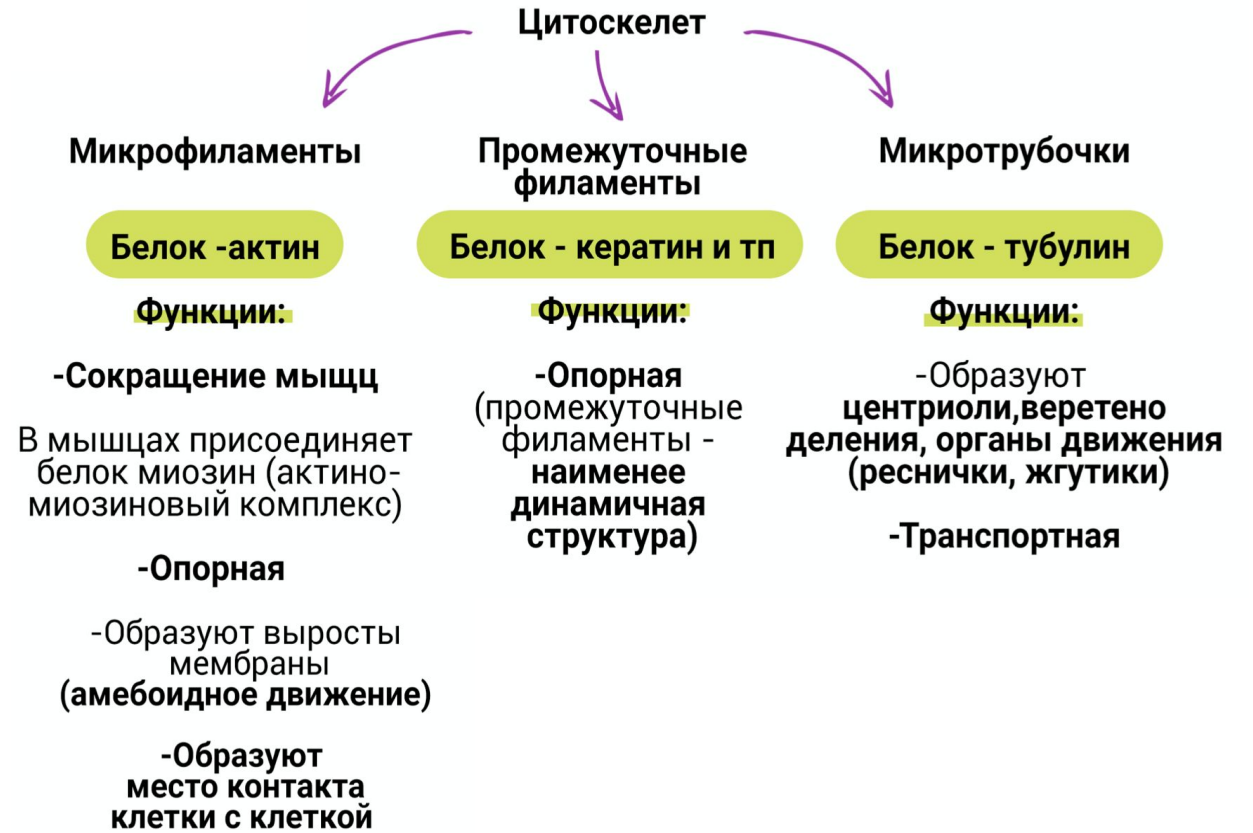 Цитоскелет
Микрофиламенты
Белок -актин
Функции:
-Сокращение мышц
В мышцах присоединяет
белок миозин (актино-
миозиновый комплекс)
-Опорная
-Образуют выросты
мембраны
(амебоидное движение)
-Образуют
место контакта
клетки с клеткой
Промежуточные
филаменты
Белок - кератин и тп
Функции:
-Опорная
(промежуточные
филаменты -
наименее
динамичная
структура)
Микротрубочки
Белок - тубулин
Функции:
-Образуют
центриоли,веретено
деления, органы движения
(реснички, жгутики)
-Транспортная